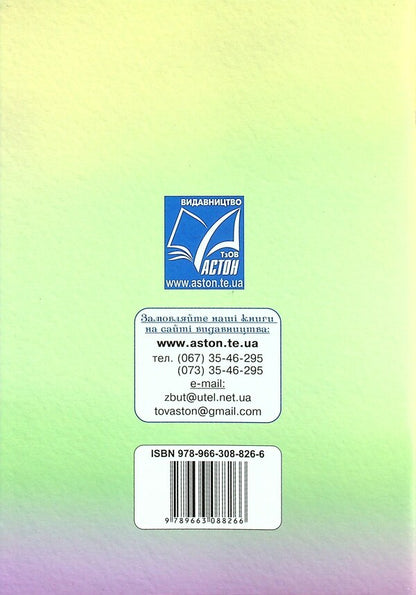 ВИДАВНИЦТВО
ТзОВ
АСТОН
www.aston.te.ua
Замовляйте наші книги
на сайті видавництва:
www.aston.te.ua
тел. (067) 35-46-295
(073) 35-46-295
e-mail:
zbut@utel.net.ua
tovaston@gmail.com
ISBN 978-966-308-826-6
9 789663 088266